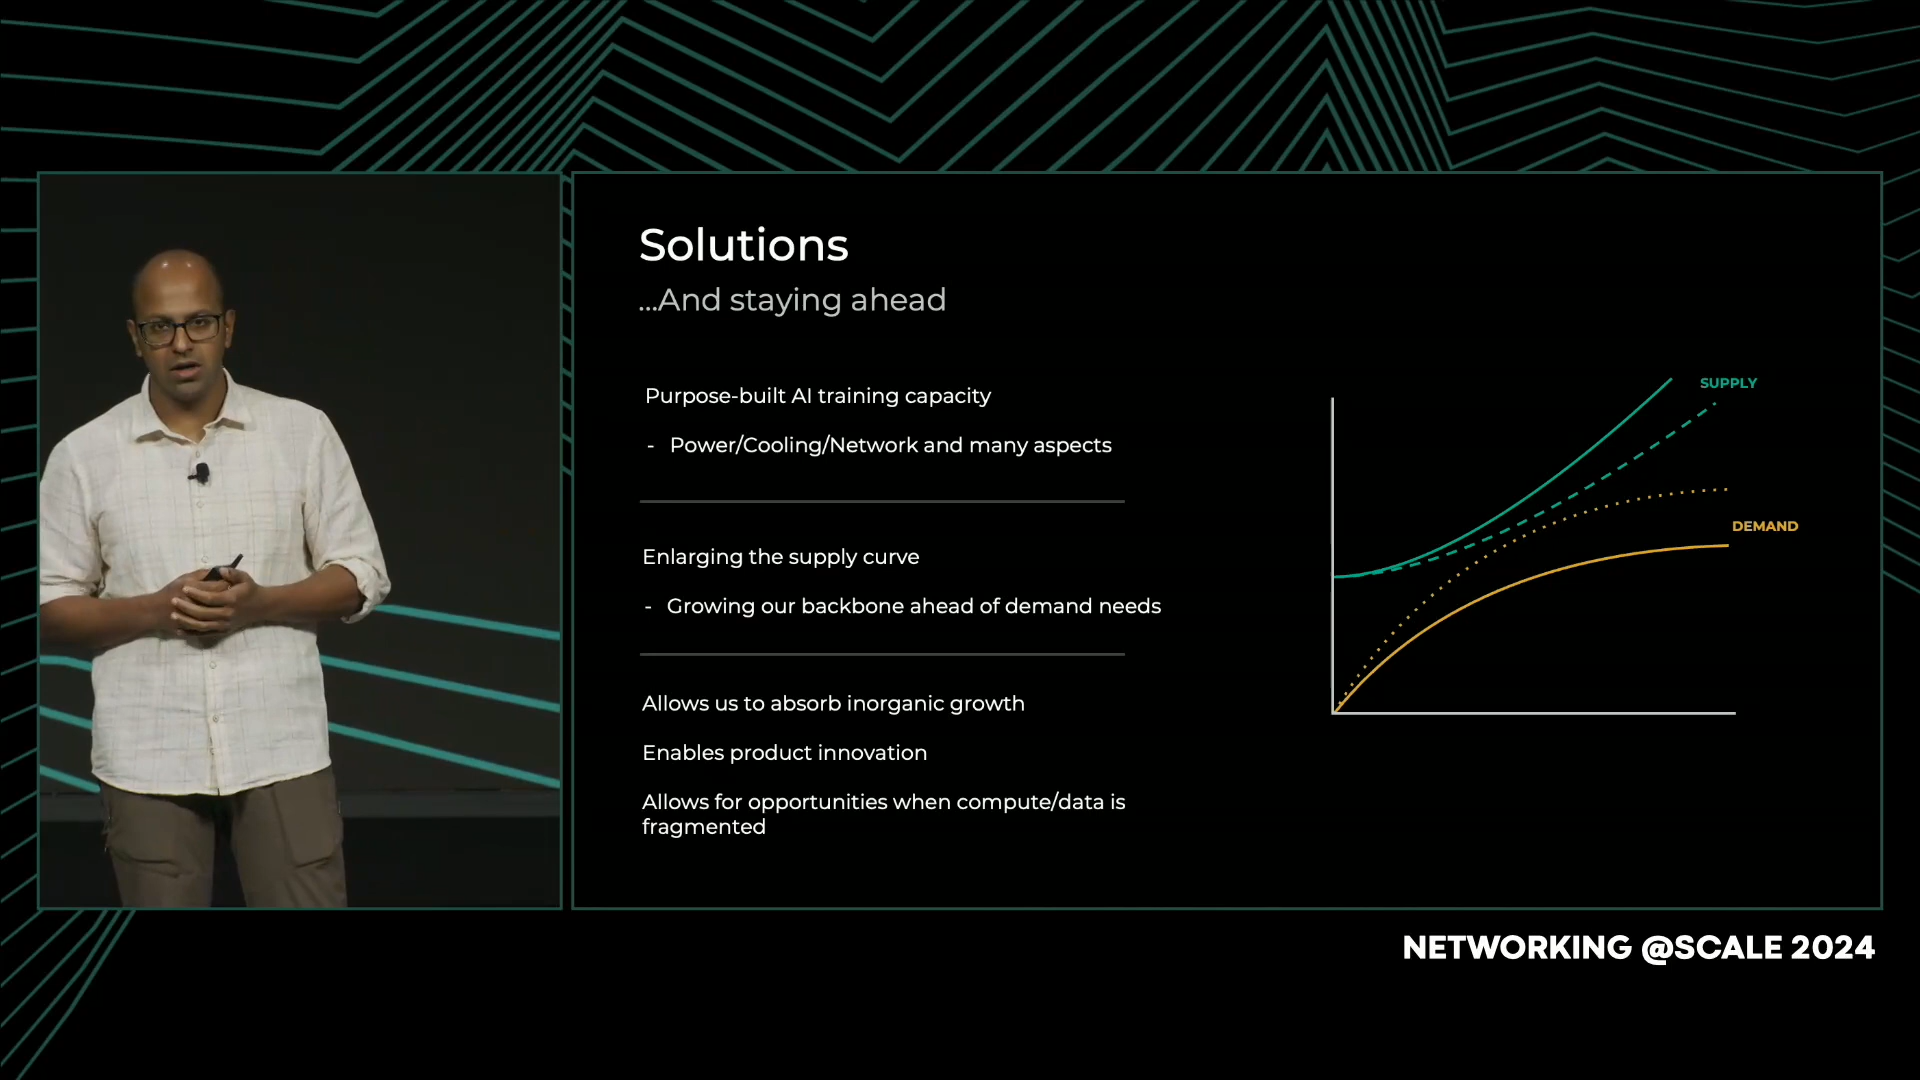 Solutions
...And staying ahead
Purpose-built AI training capacity
- Power/Cooling/Network and many aspects
Enlarging the supply curve
- Growing our backbone ahead of demand needs
Allows us to absorb inorganic growth
Enables product innovation
Allows for opportunities when compute/data is
fragmented
SUPPLY
DEMAND
NETWORKING @SCALE 2024